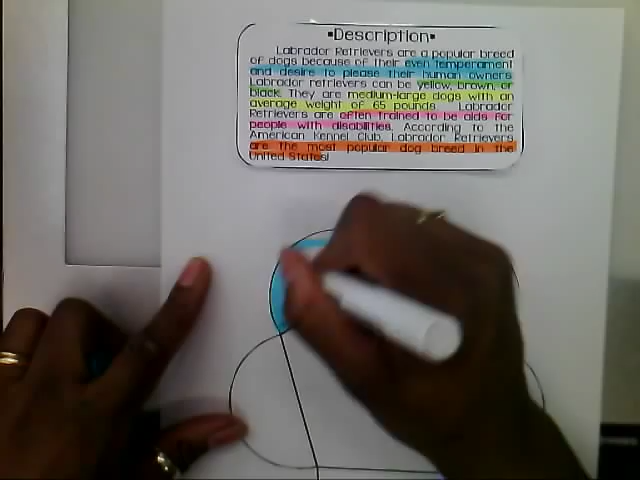 ▪Description▪
Labrador Retrievers are a popular breed
of dogs because of their even temperament
and desire to please their human owners.
Labrador retrievers can be yellow, brown, or
black. They are medium-large dogs with an
average weight of 65 pounds. Labrador
Retrievers are often trained to be aids for
people with disabilities. According to the
American Kennel Club, Labrador Retrievers
are the most popular dog breed in the
United States!